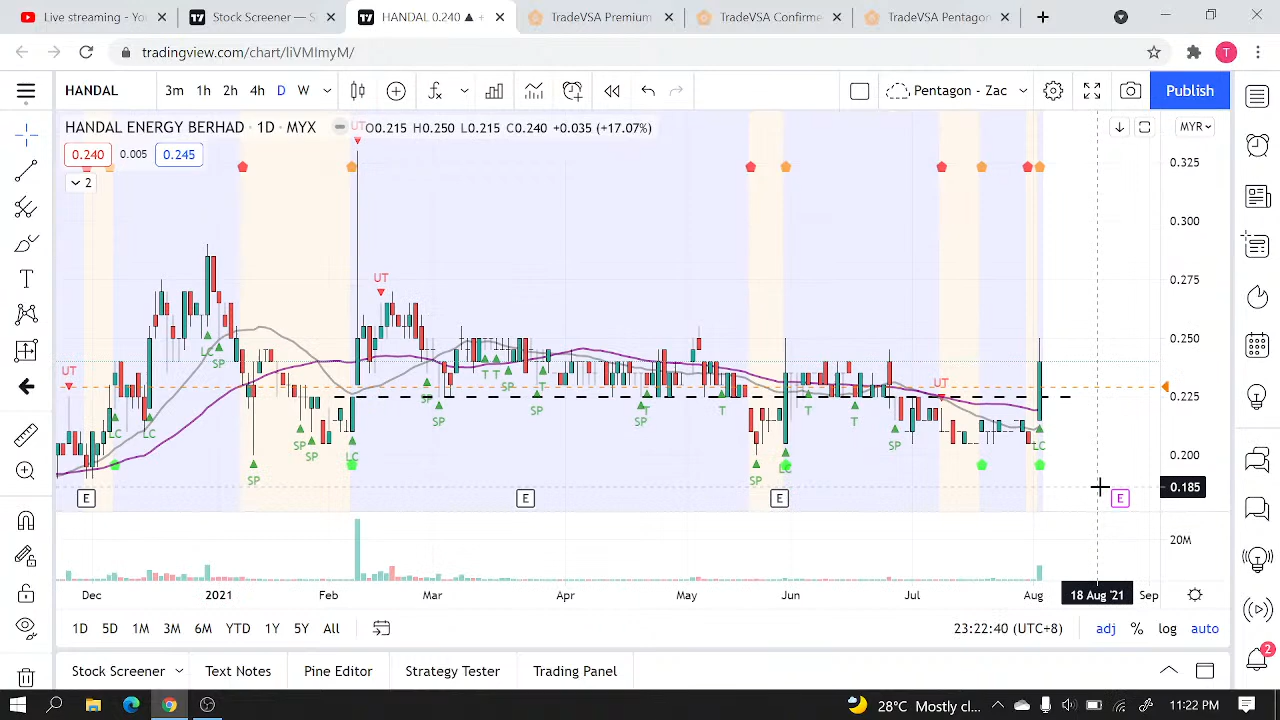 Live streaming - Yo
Stock Screener — S
HANDAL 0.240 ▲ +
TradeVSA Premium
TradeVSA Confirme
TradeVSA Pentagon
tradingview.com/chart/liVMImyM/
T
HANDAL
3m 1h 2h 4h D W
Pentagon - Zac
Publish
HANDAL ENERGY BERHAD · 1D · MYX
O0.215 H0.250 L0.215 C0.240 +0.035 (+17.07%)
MYR
0.240 0.005 0.245
2
UT
0.325
0.300
0.275
0.250
0.225
0.200
0.185
UT
UT
UT
LC
SP
LC
LC
SP
SP
SP
LC
SP
SP
T T
SP
T
SP
T
SP
T
SP
LC
T
T
SP
LC
E
E
E
E
20M
Dec 2021 Feb Mar Apr May Jun Jul Aug 18 Aug '21 Sep
1D 5D 1M 3M 6M YTD 1Y 5Y All
23:22:40 (UTC+8) adj % log auto
Stock Screener Text Notes Pine Editor Strategy Tester Trading Panel
2
28°C Mostly cl... 11:22 PM